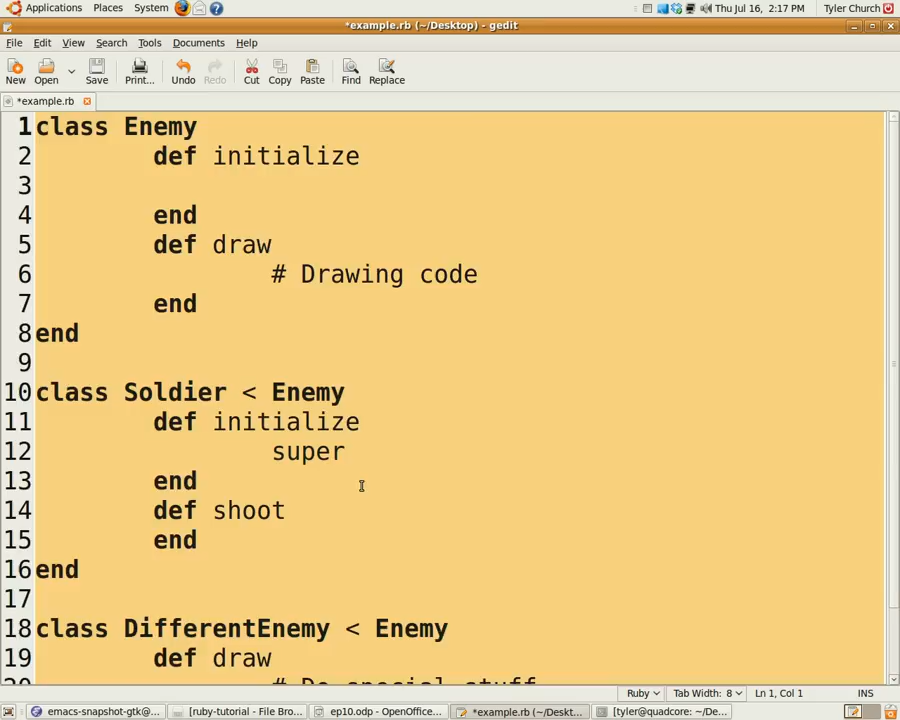 Applications Places System Thu Jul 16, 2:17 PM Tyler Church
*example.rb (~/Desktop) - gedit
File Edit View Search Tools Documents Help
New Open Save Print... Undo Redo Cut Copy Paste Find Replace
*example.rb
1 class Enemy
2 def initialize
3
4 end
5 def draw
6 # Drawing code
7 end
8 end
9
10 class Soldier < Enemy
11 def initialize
12 super
13 end
14 def shoot
15 end
16 end
17
18 class DifferentEnemy < Enemy
19 def draw
20 # Do special stuff
Ruby Tab Width: 8 Ln 1, Col 1 INS
emacs-snapshot-gtk@... [ruby-tutorial - File Bro... ep10.odp - OpenOffice... *example.rb (~/Deskt... [tyler@quadcore: ~/De...